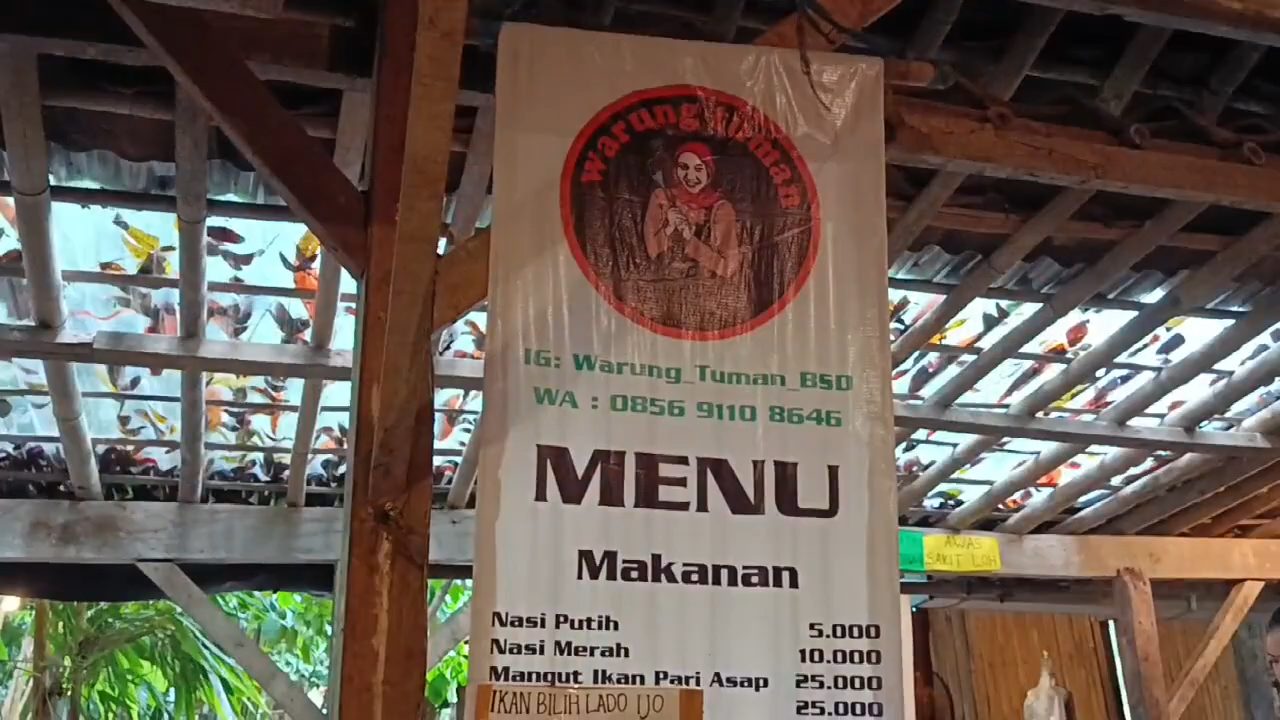 Warung Tuman
IG: Warung_Tuman_BSD
WA : 0856 9110 8646
MENU
Makanan
Nasi Putih 5.000
Nasi Merah 10.000
Mangut Ikan Pari Asap 25.000
IKAN BILIH LADO IJO 25.000
AWAS
SAKIT LOH